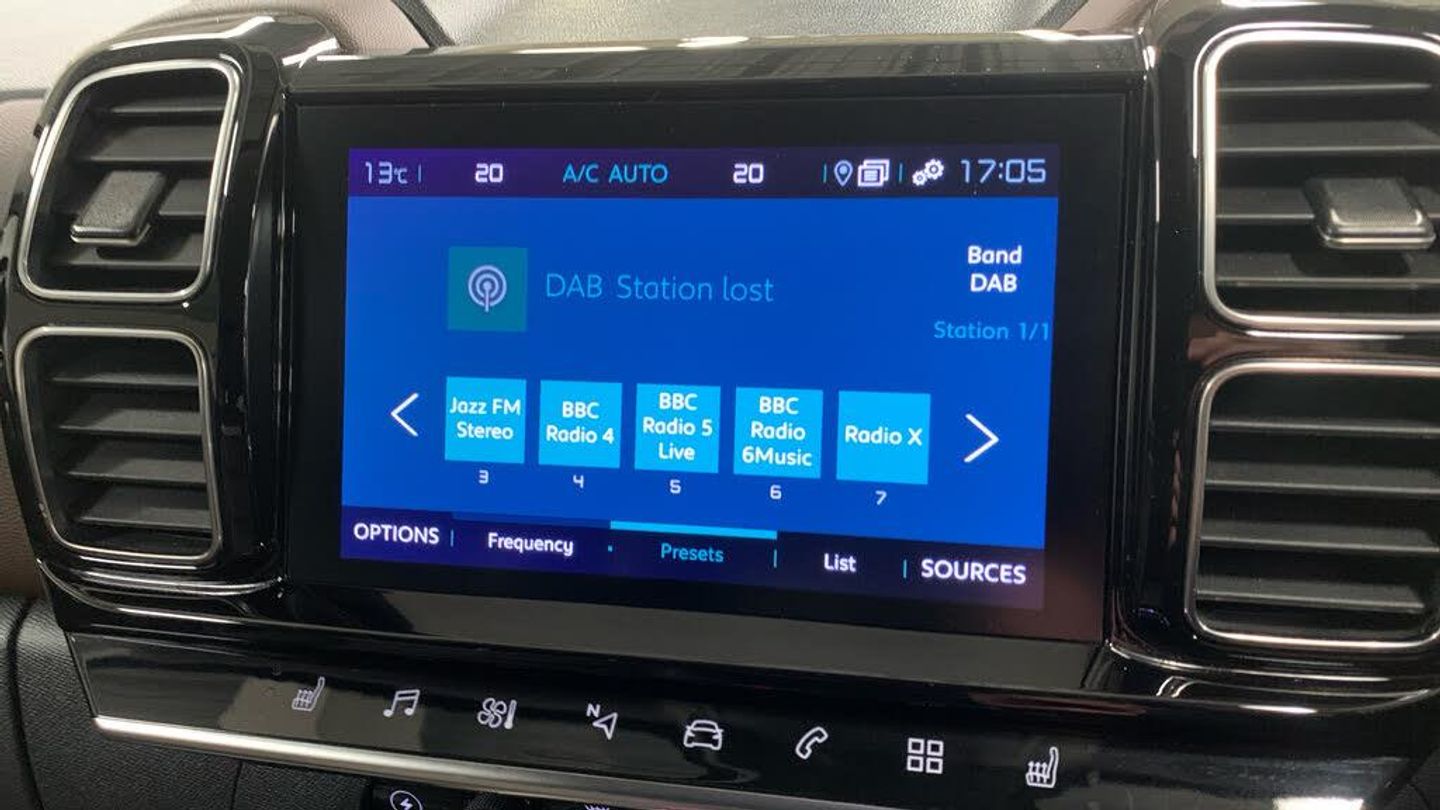 13℃ 20 A/C AUTO 20 17:05
Band
DAB
DAB Station lost
Station 1/1
Jazz FM
Stereo
3
BBC
Radio 4
4
BBC
Radio 5
Live
5
BBC
Radio
6Music
6
Radio X
7
OPTIONS Frequency Presets List SOURCES
N